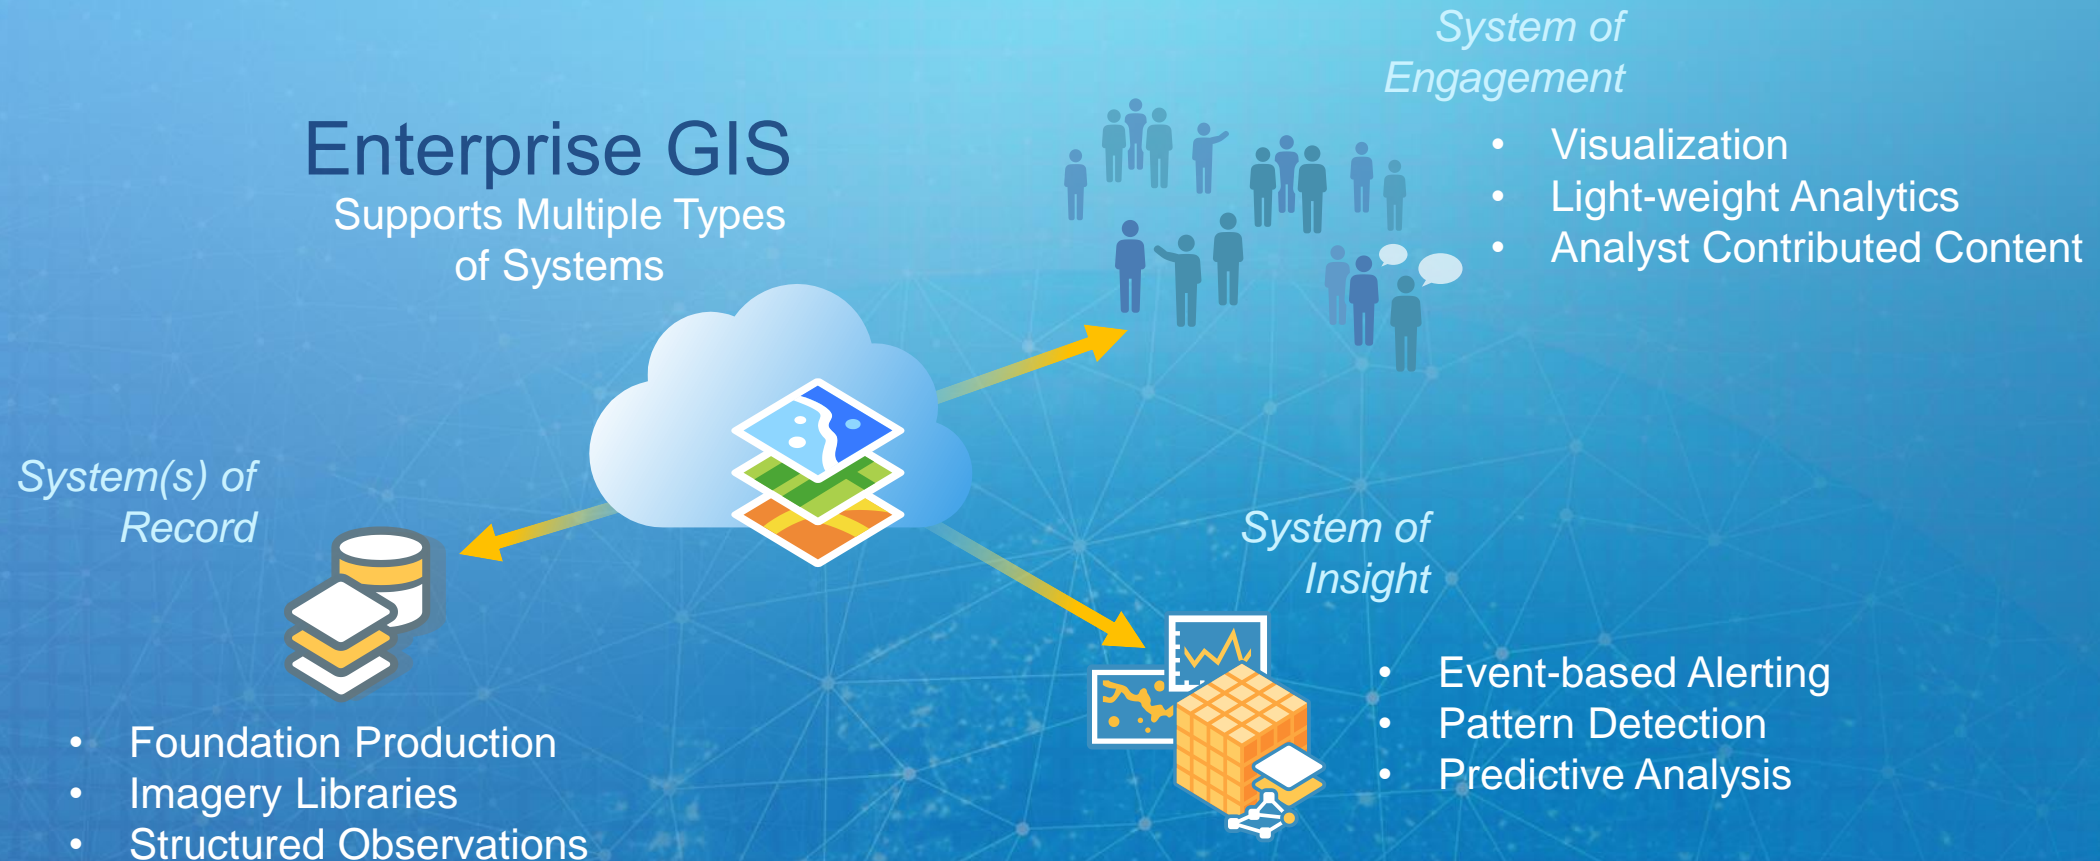 Enterprise GIS
Supports Multiple Types
of Systems
System of
Engagement
• Visualization
• Light-weight Analytics
• Analyst Contributed Content
System(s) of
Record
• Foundation Production
• Imagery Libraries
• Structured Observations
System of
Insight
• Event-based Alerting
• Pattern Detection
• Predictive Analysis